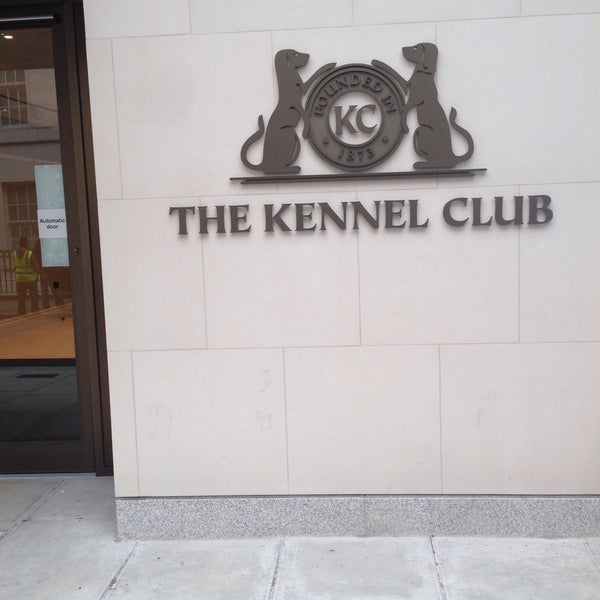 FOUNDED IN
KC
1873
THE KENNEL CLUB
Automatic
door